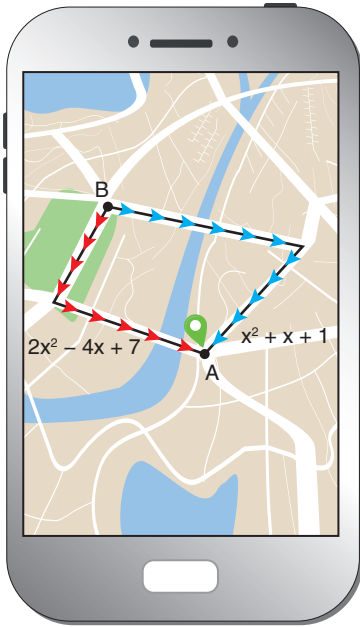 B
2x² − 4x + 7
x² + x + 1
A